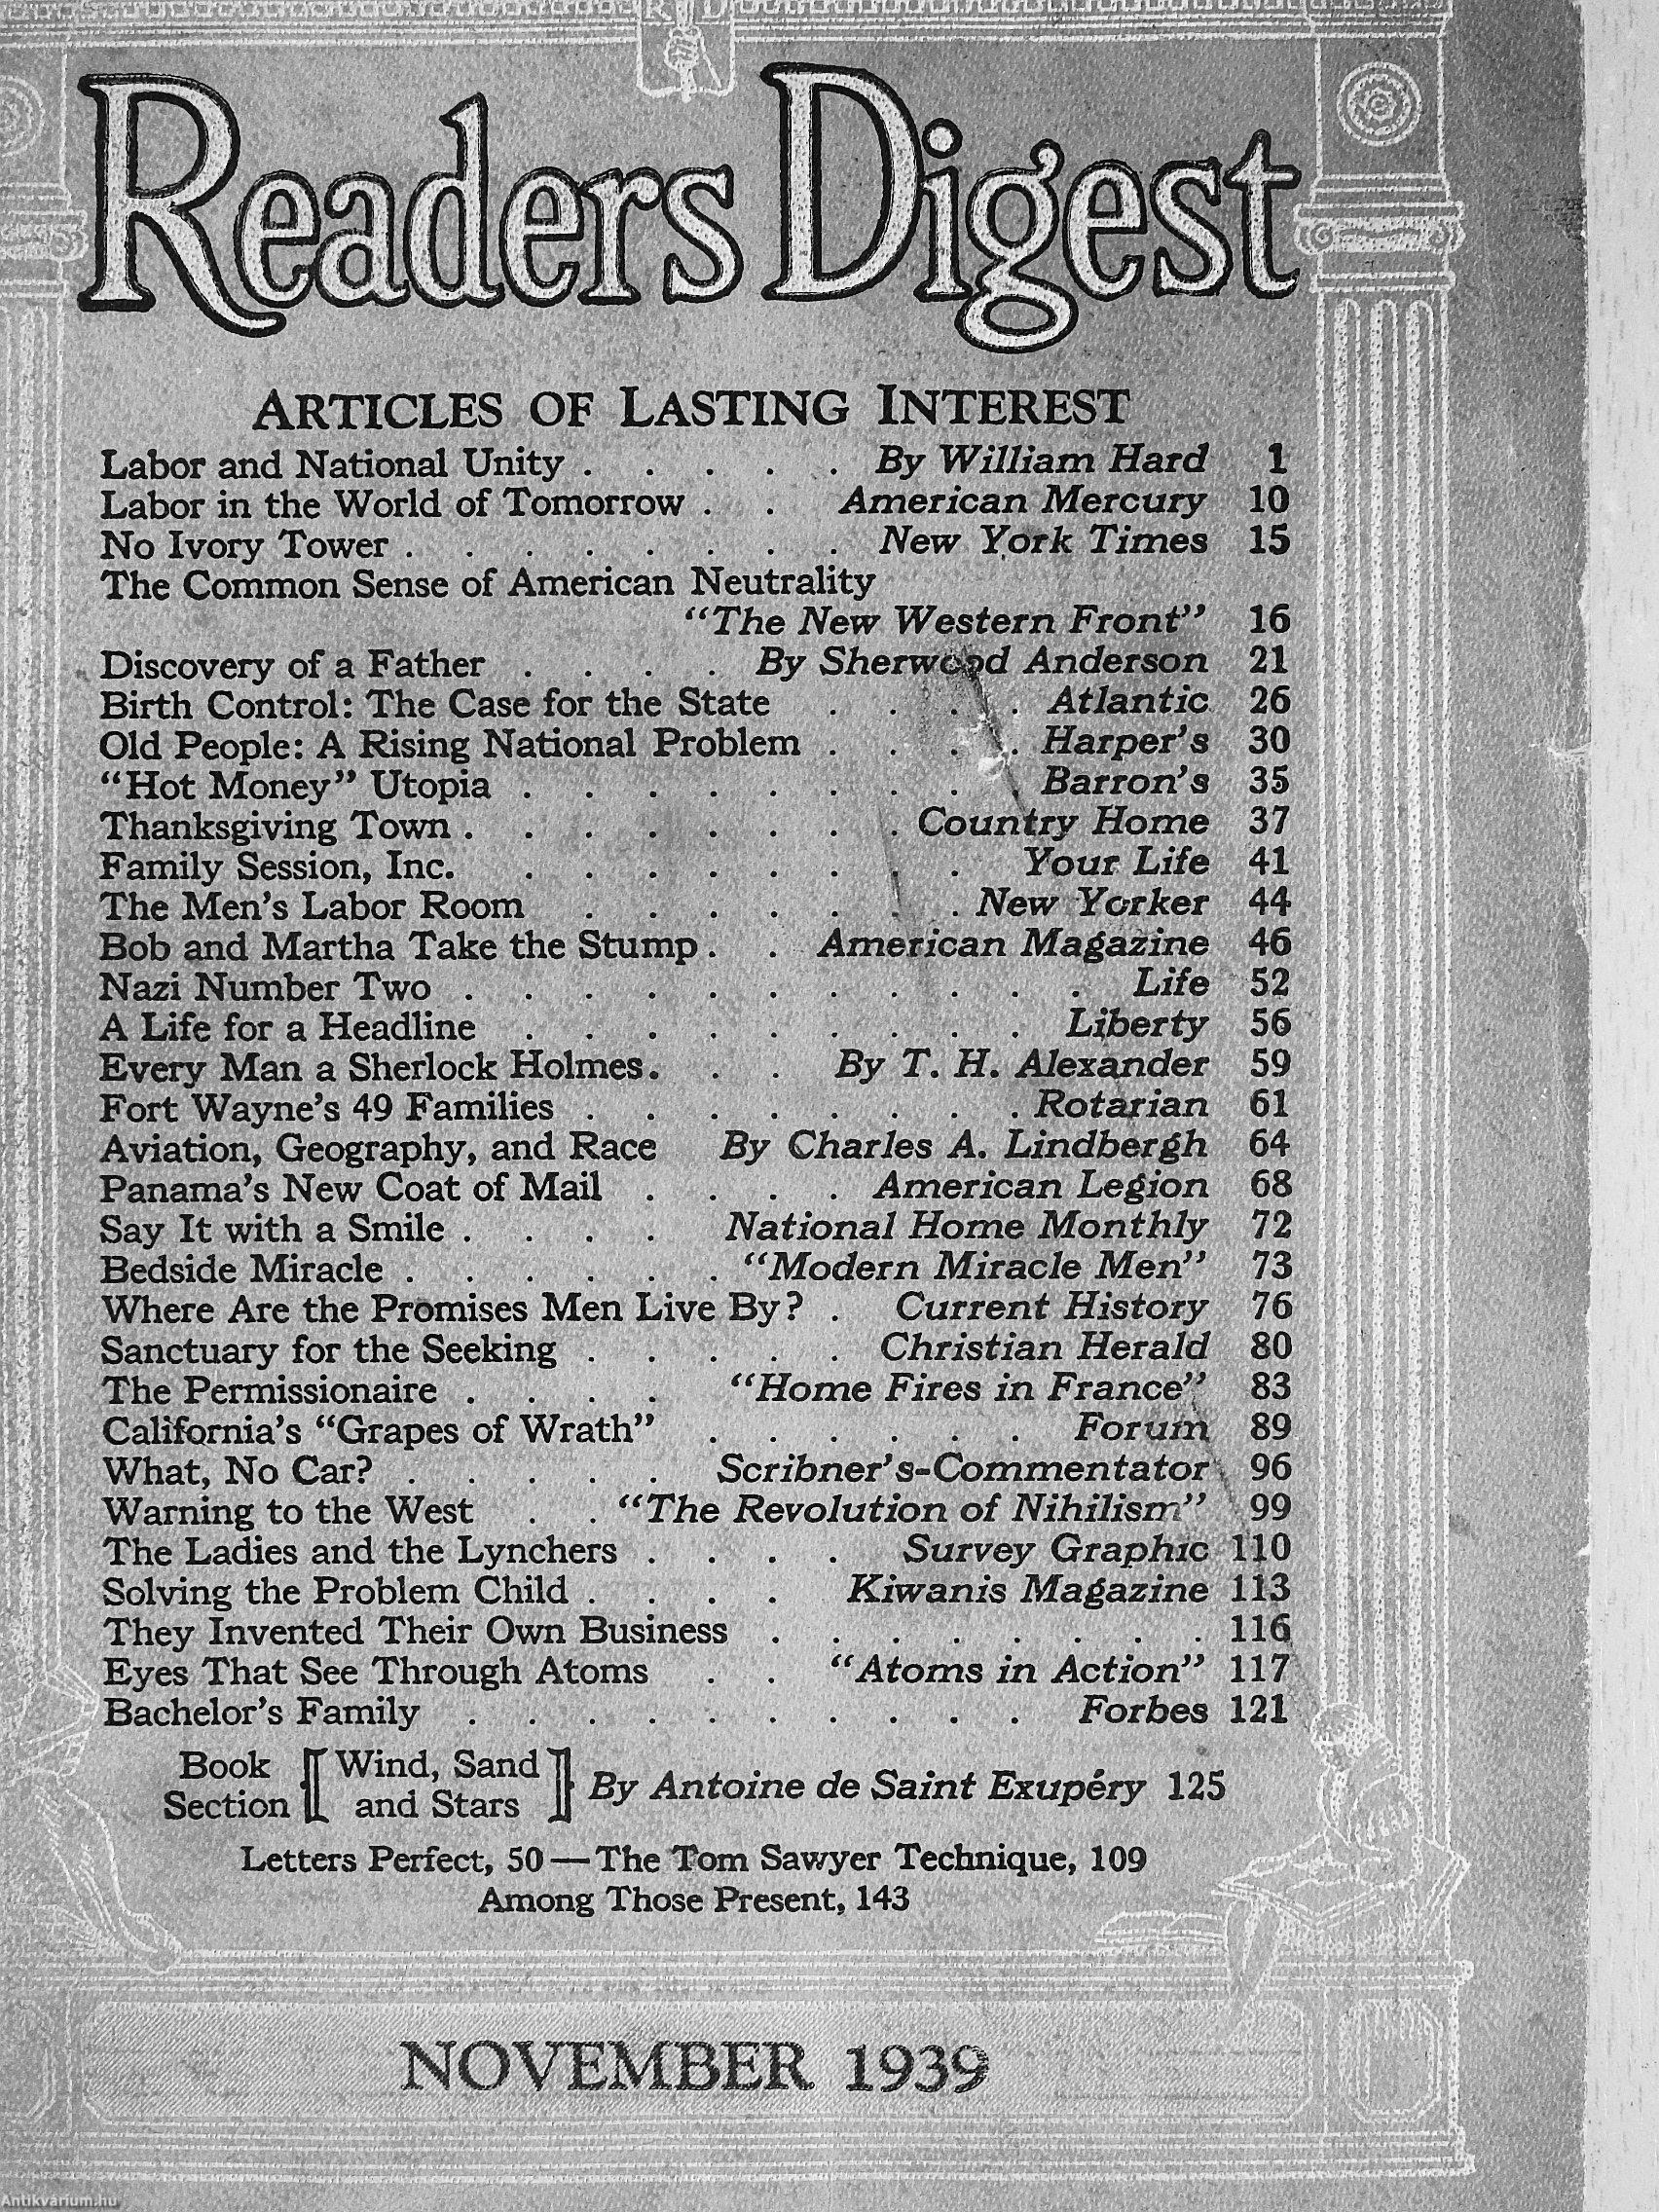 R D
Readers Digest
ARTICLES OF LASTING INTEREST
Labor and National Unity . . . . . By William Hard 1
Labor in the World of Tomorrow . . American Mercury 10
No Ivory Tower . . . . . . . . New York Times 15
The Common Sense of American Neutrality
“The New Western Front” 16
Discovery of a Father . . . . By Sherwood Anderson 21
Birth Control: The Case for the State . . . . Atlantic 26
Old People: A Rising National Problem . . . . Harper's 30
“Hot Money” Utopia . . . . . . . . . Barron's 35
Thanksgiving Town . . . . . . . . Country Home 37
Family Session, Inc. . . . . . . . . Your Life 41
The Men's Labor Room . . . . . . . New Yorker 44
Bob and Martha Take the Stump . . American Magazine 46
Nazi Number Two . . . . . . . . . . . Life 52
A Life for a Headline . . . . . . . . . Liberty 56
Every Man a Sherlock Holmes . . . By T. H. Alexander 59
Fort Wayne's 49 Families . . . . . . . . Rotarian 61
Aviation, Geography, and Race By Charles A. Lindbergh 64
Panama's New Coat of Mail . . . . American Legion 68
Say It with a Smile . . . . National Home Monthly 72
Bedside Miracle . . . . . . “Modern Miracle Men” 73
Where Are the Promises Men Live By? . Current History 76
Sanctuary for the Seeking . . . . . Christian Herald 80
The Permissionaire . . . . “Home Fires in France” 83
California's “Grapes of Wrath” . . . . . . Forum 89
What, No Car? . . . . . Scribner's-Commentator 96
Warning to the West . . “The Revolution of Nihilism” 99
The Ladies and the Lynchers . . . . Survey Graphic 110
Solving the Problem Child . . . . Kiwanis Magazine 113
They Invented Their Own Business . . . . . . . . 116
Eyes That See Through Atoms . . “Atoms in Action” 117
Bachelor's Family . . . . . . . . . . Forbes 121
Book Section [Wind, Sand and Stars] By Antoine de Saint Exupéry 125
Letters Perfect, 50 — The Tom Sawyer Technique, 109
Among Those Present, 143
NOVEMBER 1939
Antikvarium.hu